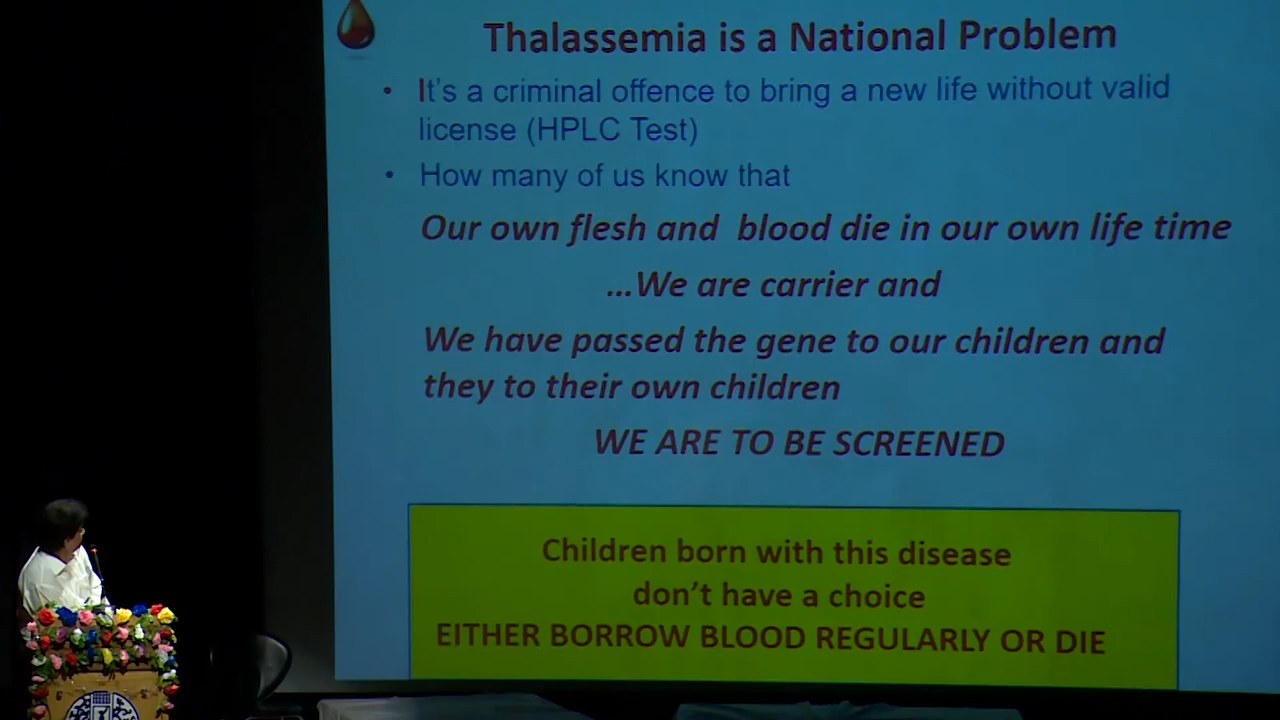 Thalassemia is a National Problem
• It's a criminal offence to bring a new life without valid
license (HPLC Test)
• How many of us know that
Our own flesh and blood die in our own life time
...We are carrier and
We have passed the gene to our children and
they to their own children
WE ARE TO BE SCREENED
Children born with this disease
don't have a choice
EITHER BORROW BLOOD REGULARLY OR DIE